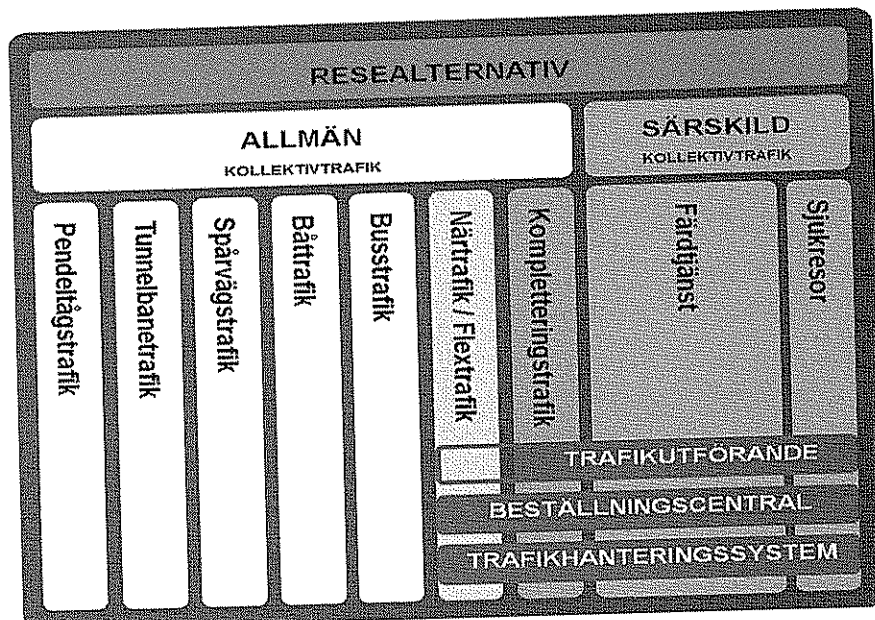 RESEALTERNATIV
ALLMÄN
KOLLEKTIVTRAFIK
SÄRSKILD
KOLLEKTIVTRAFIK
Pendeltågstrafik
Tunnelbanetrafik
Spårvägstrafik
Båttrafik
Busstrafik
Närtrafik / Flextrafik
Kompletteringstrafik
Färdtjänst
Sjukresor
TRAFIKUTFÖRANDE
BESTÄLLNINGSCENTRAL
TRAFIKHANTERINGSSYSTEM